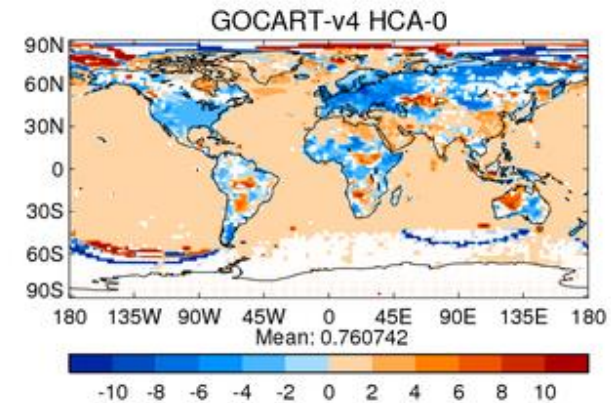 GOCART-v4 HCA-0
90N
60N
30N
0
30S
60S
90S
180 135W 90W 45W 0 45E 90E 135E 180
Mean: 0.760742
-10 -8 -6 -4 -2 0 2 4 6 8 10